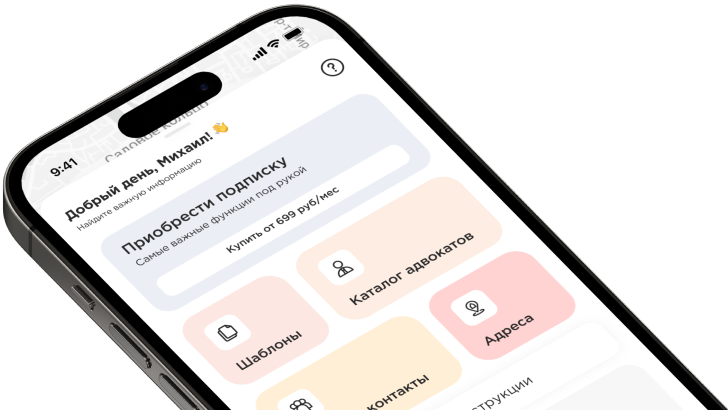 9:41
Садовое кольцо
Добрый день, Михаил! 👋
Найдите важную информацию
Приобрести подписку
Самые важные функции под рукой
Купить от 699 руб/мес
Шаблоны
Каталог адвокатов
контакты
Адреса